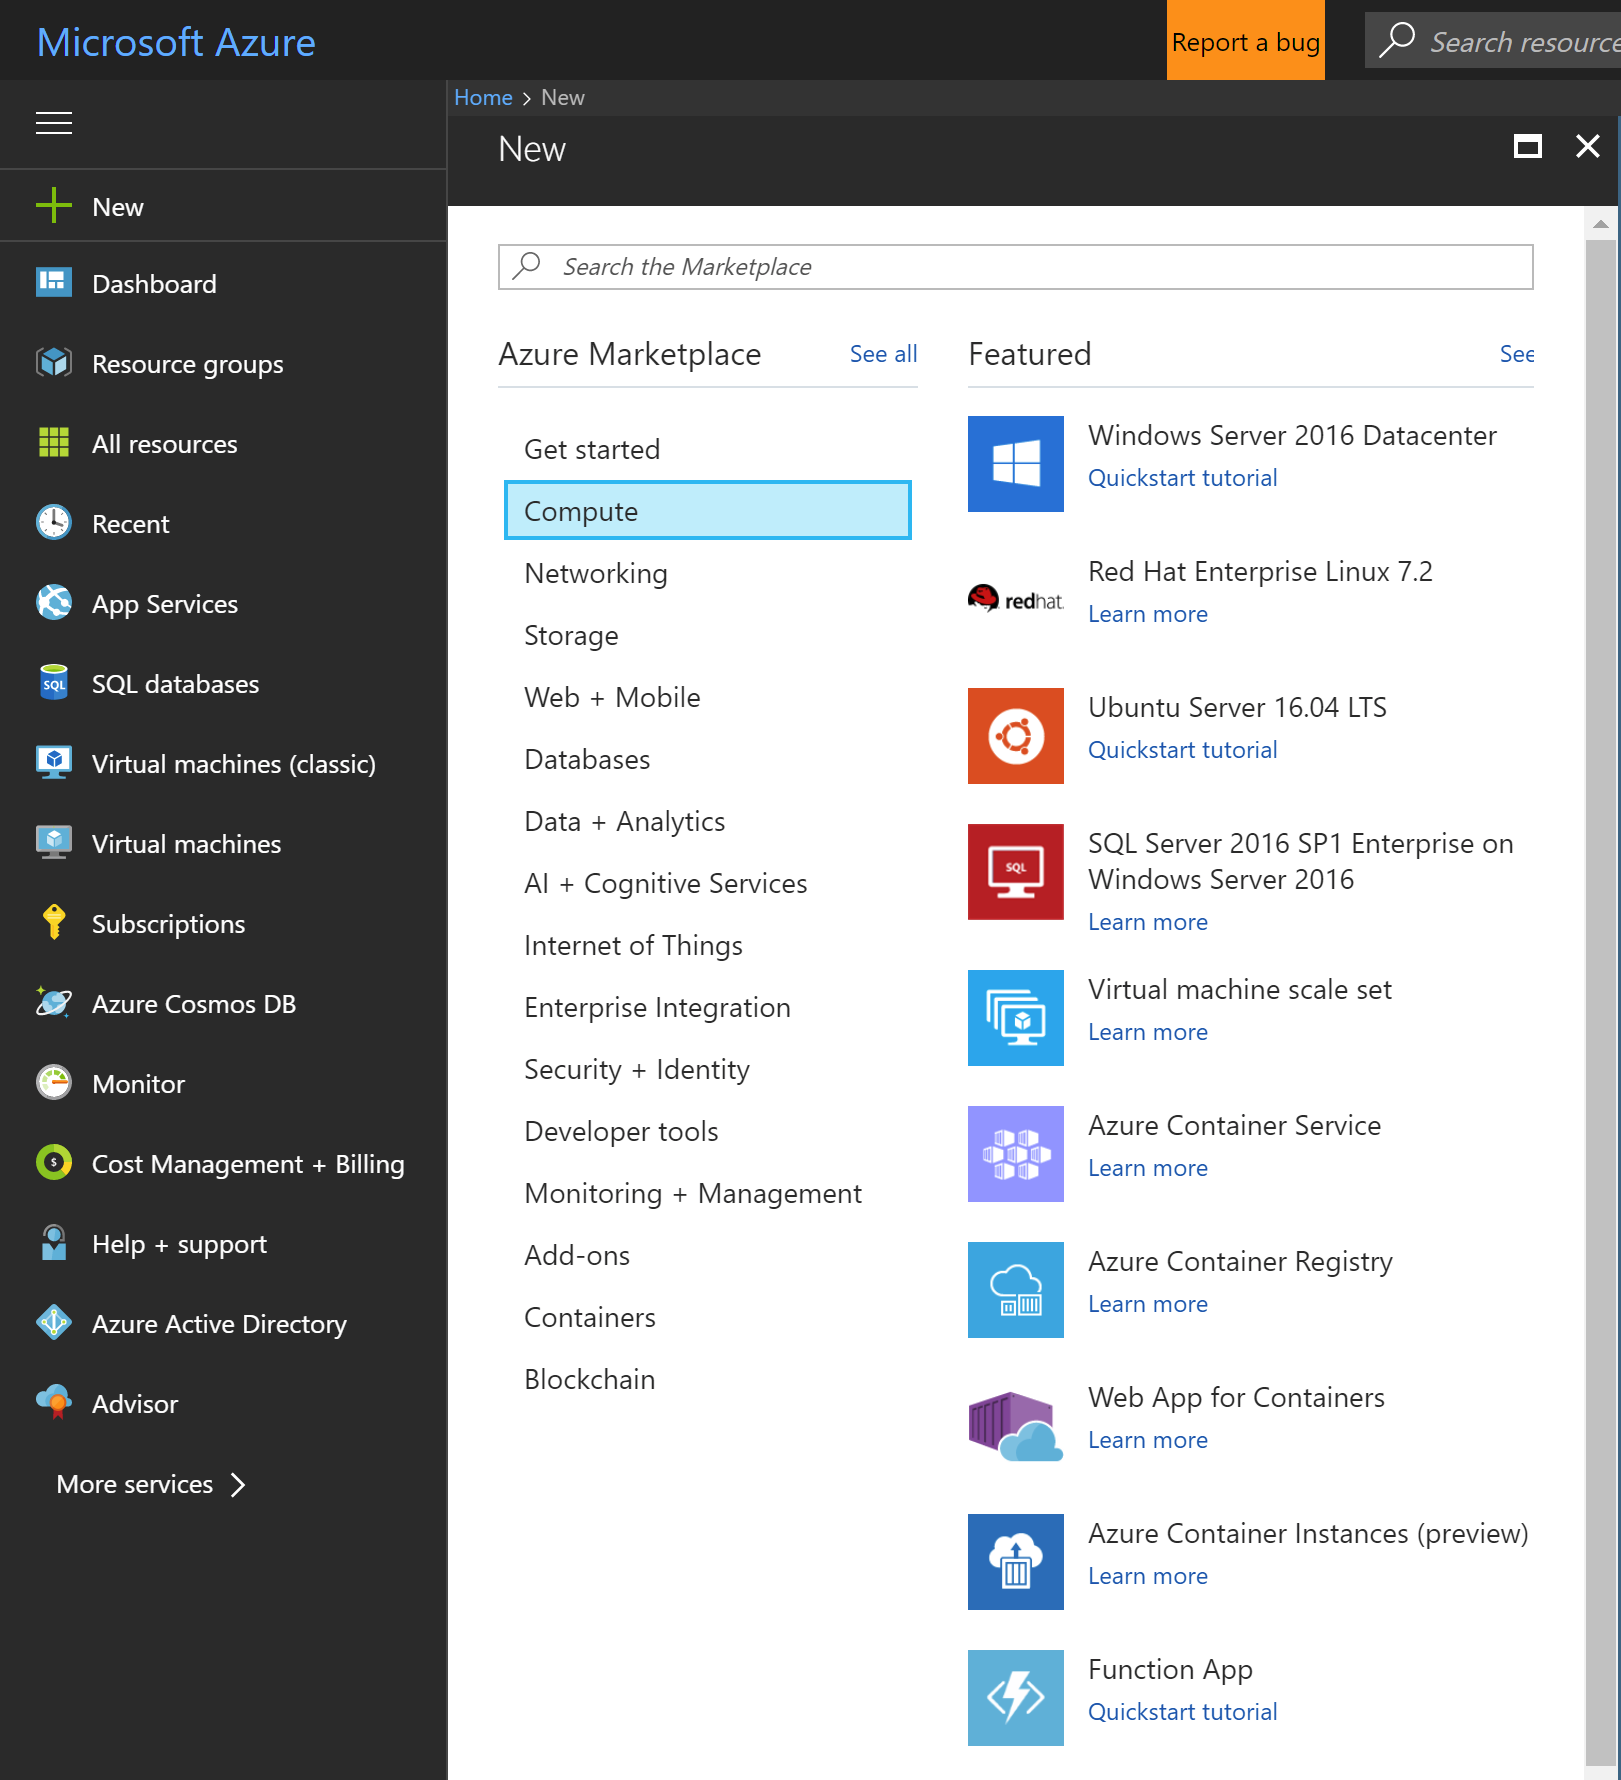 Microsoft Azure
Report a bug
Search resource
Home > New
New
New
Dashboard
Resource groups
All resources
Recent
App Services
SQL
SQL databases
Virtual machines (classic)
Virtual machines
Subscriptions
Azure Cosmos DB
Monitor
$
Cost Management + Billing
Help + support
Azure Active Directory
Advisor
More services
Search the Marketplace
Azure Marketplace
See all
Get started
Compute
Networking
Storage
Web + Mobile
Databases
Data + Analytics
AI + Cognitive Services
Internet of Things
Enterprise Integration
Security + Identity
Developer tools
Monitoring + Management
Add-ons
Containers
Blockchain
Featured
See
Windows Server 2016 Datacenter
Quickstart tutorial
redhat.
Red Hat Enterprise Linux 7.2
Learn more
Ubuntu Server 16.04 LTS
Quickstart tutorial
SQL
SQL Server 2016 SP1 Enterprise on
Windows Server 2016
Learn more
Virtual machine scale set
Learn more
Azure Container Service
Learn more
Azure Container Registry
Learn more
Web App for Containers
Learn more
Azure Container Instances (preview)
Learn more
Function App
Quickstart tutorial